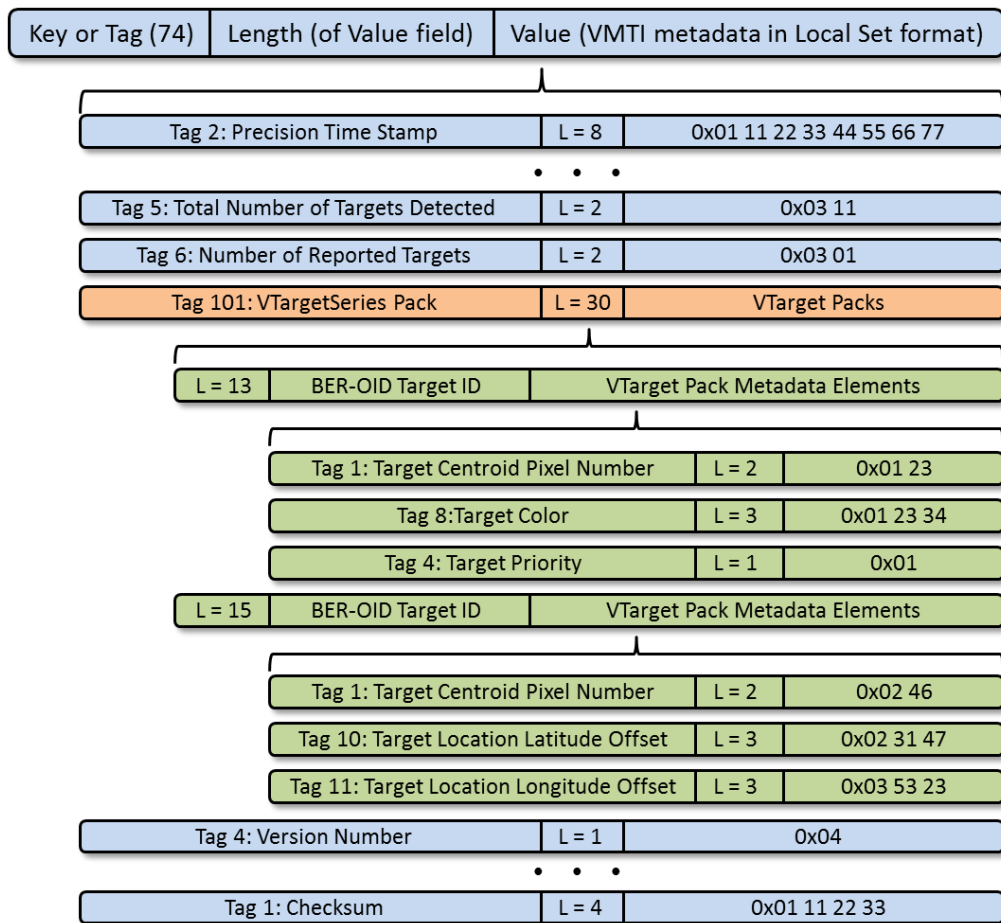 Key or Tag (74) Length (of Value field) Value (VMTI metadata in Local Set format)
Tag 2: Precision Time Stamp L = 8 0x01 11 22 33 44 55 66 77
• • •
Tag 5: Total Number of Targets Detected L = 2 0x03 11
Tag 6: Number of Reported Targets L = 2 0x03 01
Tag 101: VTargetSeries Pack L = 30 VTarget Packs
L = 13 BER-OID Target ID VTarget Pack Metadata Elements
Tag 1: Target Centroid Pixel Number L = 2 0x01 23
Tag 8:Target Color L = 3 0x01 23 34
Tag 4: Target Priority L = 1 0x01
L = 15 BER-OID Target ID VTarget Pack Metadata Elements
Tag 1: Target Centroid Pixel Number L = 2 0x02 46
Tag 10: Target Location Latitude Offset L = 3 0x02 31 47
Tag 11: Target Location Longitude Offset L = 3 0x03 53 23
Tag 4: Version Number L = 1 0x04
• • •
Tag 1: Checksum L = 4 0x01 11 22 33